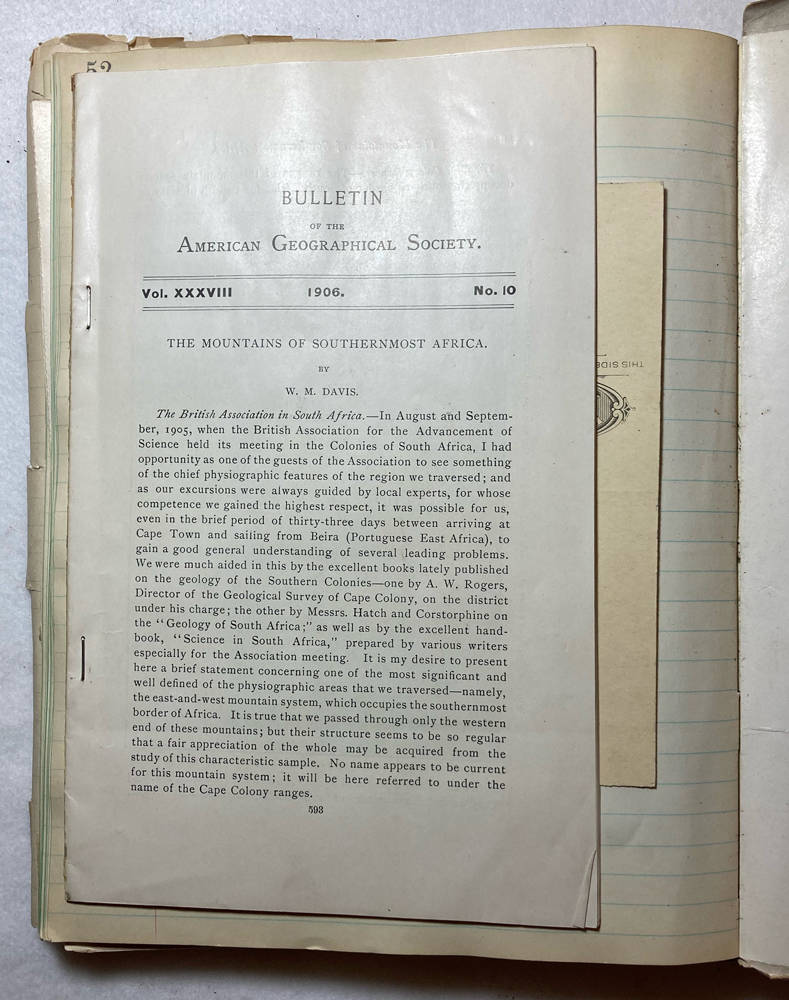 52
BULLETIN
OF THE
AMERICAN GEOGRAPHICAL SOCIETY.
Vol. XXXVIII 1906. No. 10
THE MOUNTAINS OF SOUTHERNMOST AFRICA.
BY
W. M. DAVIS.
The British Association in South Africa.—In August and Septem-
ber, 1905, when the British Association for the Advancement of
Science held its meeting in the Colonies of South Africa, I had
opportunity as one of the guests of the Association to see something
of the chief physiographic features of the region we traversed; and
as our excursions were always guided by local experts, for whose
competence we gained the highest respect, it was possible for us,
even in the brief period of thirty-three days between arriving at
Cape Town and sailing from Beira (Portuguese East Africa), to
gain a good general understanding of several leading problems.
We were much aided in this by the excellent books lately published
on the geology of the Southern Colonies—one by A. W. Rogers,
Director of the Geological Survey of Cape Colony, on the district
under his charge; the other by Messrs. Hatch and Corstorphine on
the "Geology of South Africa;" as well as by the excellent hand-
book, "Science in South Africa," prepared by various writers
especially for the Association meeting. It is my desire to present
here a brief statement concerning one of the most significant and
well defined of the physiographic areas that we traversed—namely,
the east-and-west mountain system, which occupies the southernmost
border of Africa. It is true that we passed through only the western
end of these mountains; but their structure seems to be so regular
that a fair appreciation of the whole may be acquired from the
study of this characteristic sample. No name appears to be current
for this mountain system; it will be here referred to under the
name of the Cape Colony ranges.
593
THIS SIDE